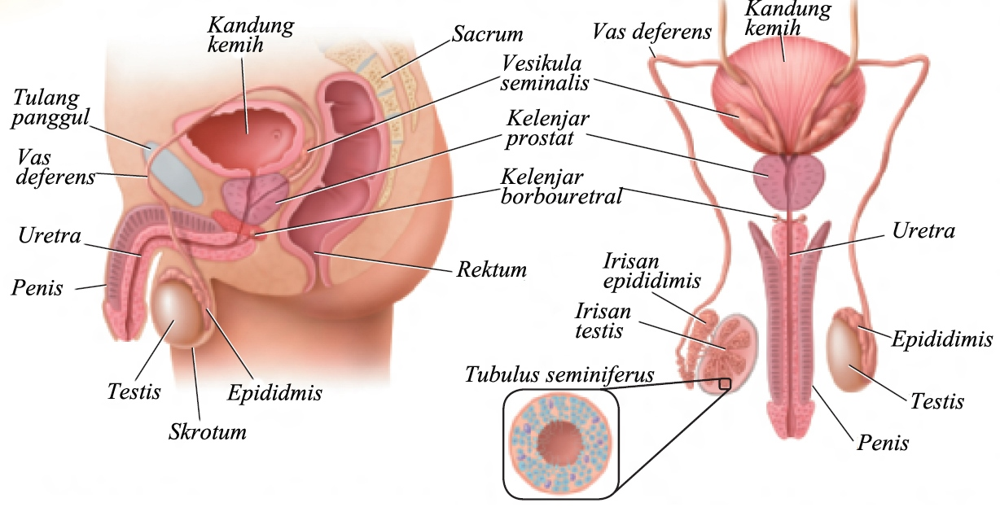 Kandung
kemih
Sacrum
Vesikula
seminalis
Tulang
panggul
Kelenjar
prostat
Vas
deferens
Kelenjar
borbouretral
Uretra
Rektum
Penis
Testis
Epididmis
Skrotum
Kandung
kemih
Vas deferens
Uretra
Irisan
epididimis
Irisan
testis
Epididimis
Tubulus seminiferus
Testis
Penis